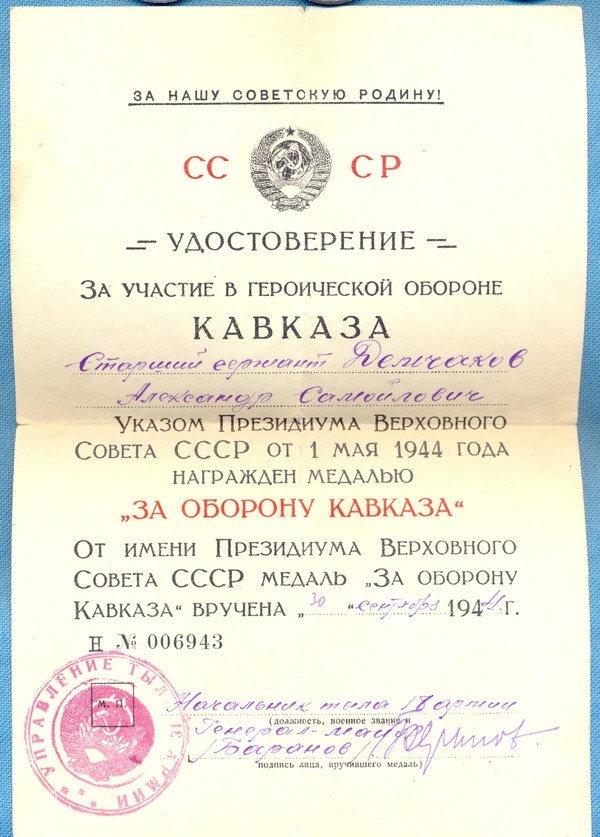 ЗА НАШУ СОВЕТСКУЮ РОДИНУ!
СС СР
УДОСТОВЕРЕНИЕ
ЗА УЧАСТИЕ В ГЕРОИЧЕСКОЙ ОБОРОНЕ
КАВКАЗА
Старший сержант
Александр Самойлович
УКАЗОМ ПРЕЗИДИУМА ВЕРХОВНОГО
СОВЕТА СССР ОТ 1 МАЯ 1944 ГОДА
НАГРАЖДЕН МЕДАЛЬЮ
„ЗА ОБОРОНУ КАВКАЗА“
ОТ ИМЕНИ ПРЕЗИДИУМА ВЕРХОВНОГО
СОВЕТА СССР МЕДАЛЬ „ЗА ОБОРОНУ
КАВКАЗА“ ВРУЧЕНА „30“ сентября 1944 г.
Н № 006943
УПРАВЛЕНИЕ ТЫЛА АРМИИ
М. П.
Начальник тыла армии
(должность, военное звание и
Генерал-майор
/Баранов/
подпись лица, вручившего медаль)